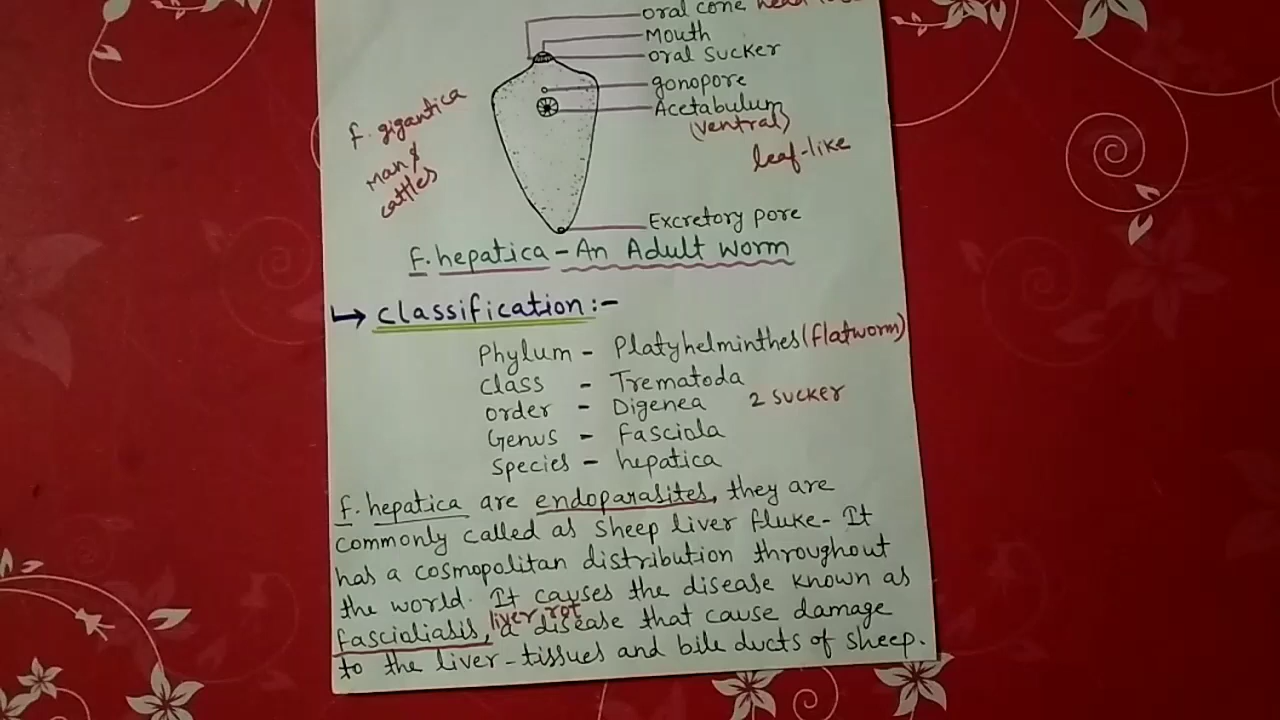 oral cone
Mouth
oral sucker
gonopore
Acetabulum
(ventral)
leaf-like
f. gigantica
man &
cattles
Excretory pore
F. hepatica - An Adult worm
↳ classification:-
Phylum - Platyhelminthes (flatworm)
class - Trematoda
order - Digenea 2 sucker
Genus - Fasciola
species - hepatica
f. hepatica are endoparasites, they are
commonly called as sheep liver fluke - It
has a cosmopolitan distribution throughout
the world. It causes the disease known as
liver rot
fascioliasis, a disease that cause damage
to the liver-tissues and bile ducts of sheep.